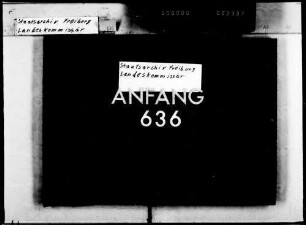 Staatsarchiv Freiburg
Landeskommissär
Staatsarchiv Freiburg
Landeskommissär
ANFANG
636